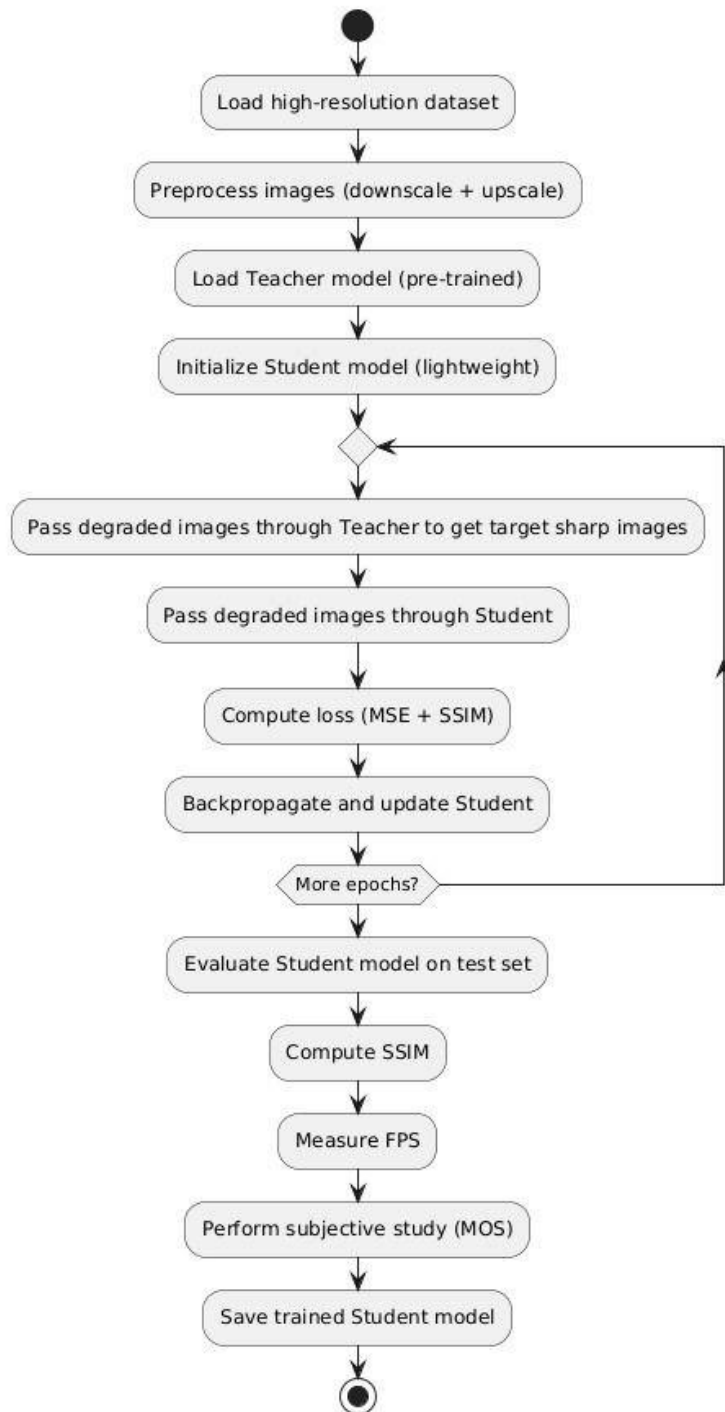 Load high-resolution dataset
Preprocess images (downscale + upscale)
Load Teacher model (pre-trained)
Initialize Student model (lightweight)
Pass degraded images through Teacher to get target sharp images
Pass degraded images through Student
Compute loss (MSE + SSIM)
Backpropagate and update Student
More epochs?
Evaluate Student model on test set
Compute SSIM
Measure FPS
Perform subjective study (MOS)
Save trained Student model